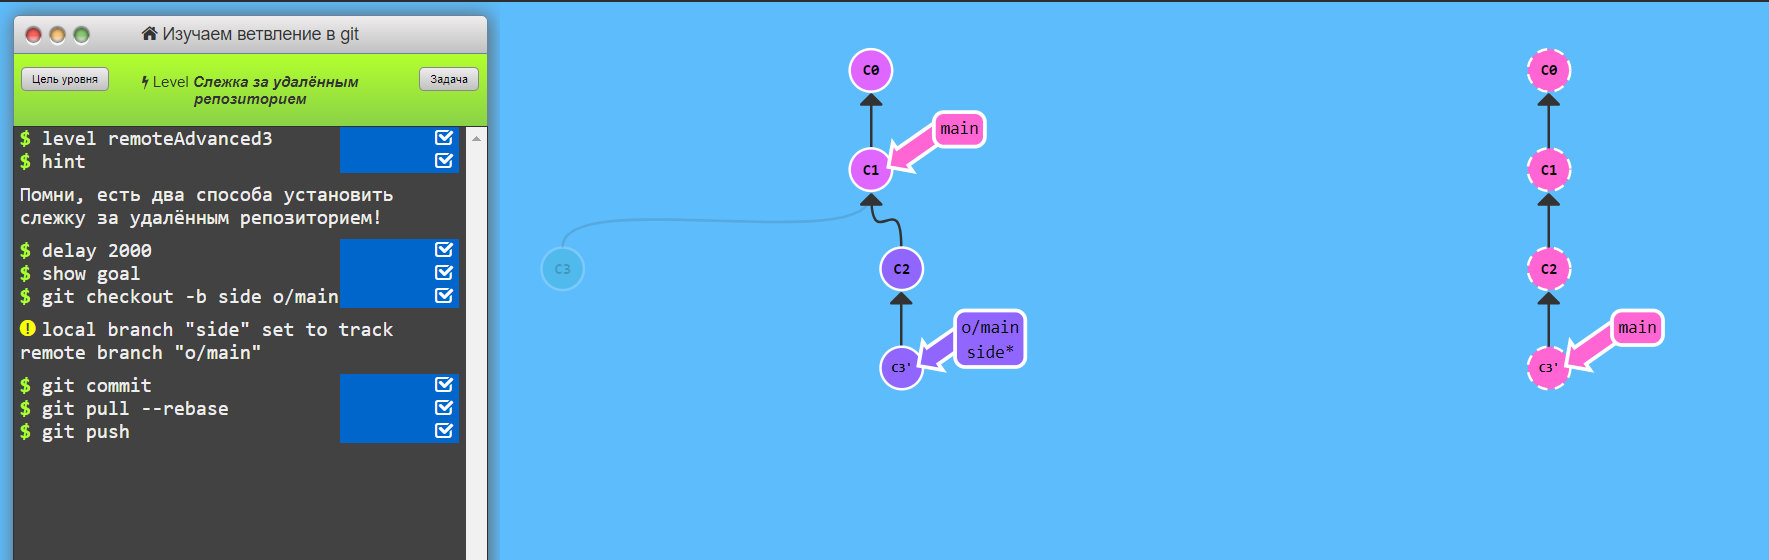 Изучаем ветвление в git
Цель уровня
Level Слежка за удалённым
репозиторием
Задача
$ level remoteAdvanced3
$ hint
Помни, есть два способа установить
слежку за удалённым репозиторием!
$ delay 2000
$ show goal
$ git checkout -b side o/main
local branch "side" set to track
remote branch "o/main"
$ git commit
$ git pull --rebase
$ git push
C0
main
C1
C3
C2
o/main
side*
C3'
C0
C1
C2
main
C3'